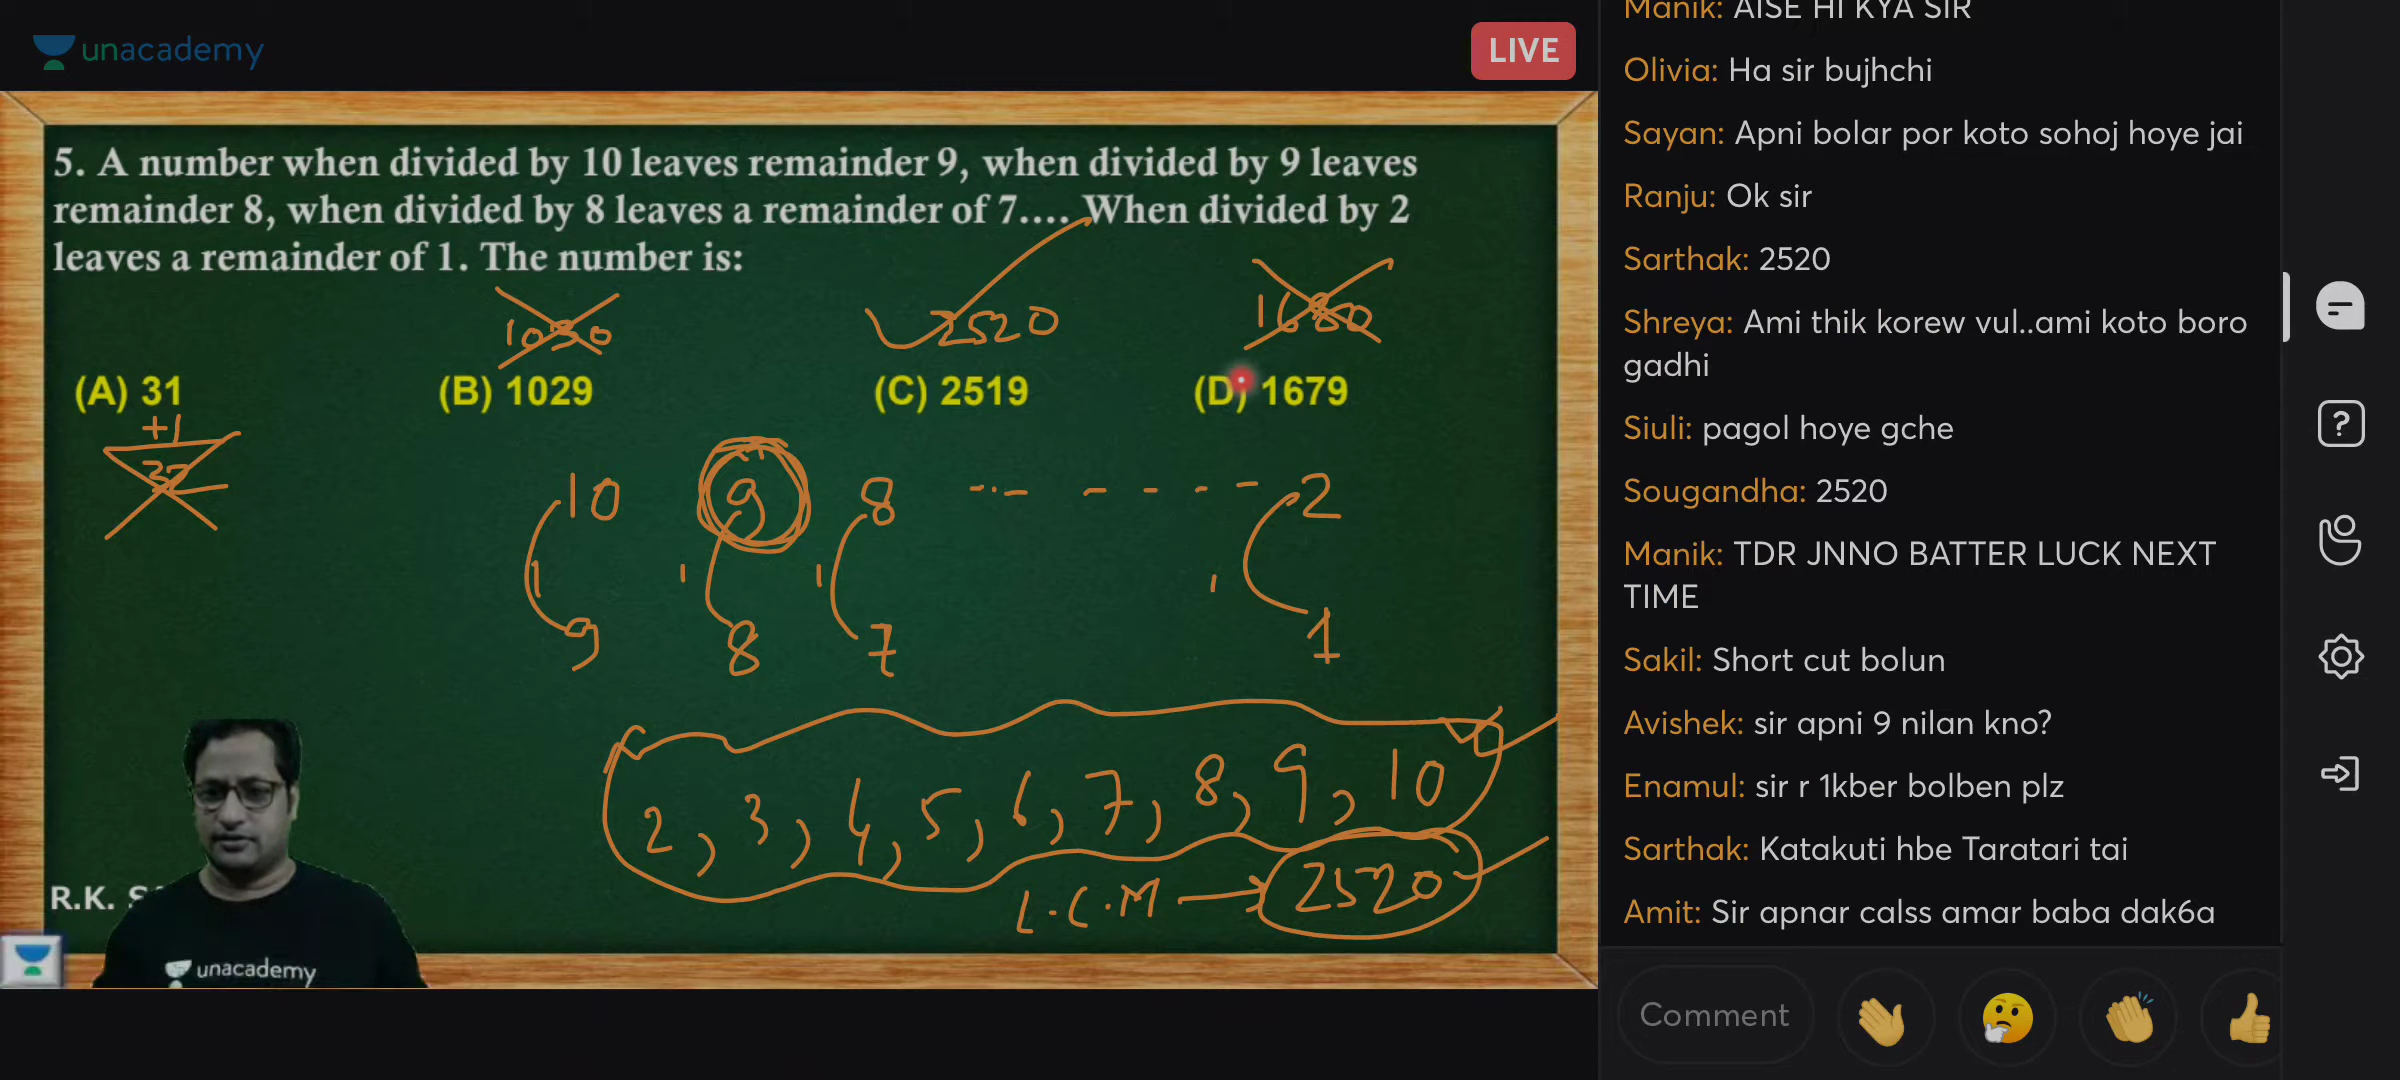 unacademy
LIVE
5. A number when divided by 10 leaves remainder 9, when divided by 9 leaves
remainder 8, when divided by 8 leaves a remainder of 7.... When divided by 2
leaves a remainder of 1. The number is:
1030
2520
1680
(A) 31
(B) 1029
(C) 2519
(D) 1679
+1
32
10 9 8 2
1 1 1 1
9 8 7 1
2, 3, 4, 5, 6, 7, 8, 9, 10
L.C.M → 2520
R.K.
unacademy
Manik: AISE HI KYA SIR
Olivia: Ha sir bujhchi
Sayan: Apni bolar por koto sohoj hoye jai
Ranju: Ok sir
Sarthak: 2520
Shreya: Ami thik korew vul..ami koto boro
gadhi
Siuli: pagol hoye gche
Sougandha: 2520
Manik: TDR JNNO BATTER LUCK NEXT
TIME
Sakil: Short cut bolun
Avishek: sir apni 9 nilan kno?
Enamul: sir r 1kber bolben plz
Sarthak: Katakuti hbe Taratari tai
Amit: Sir apnar calss amar baba dak6a
Comment